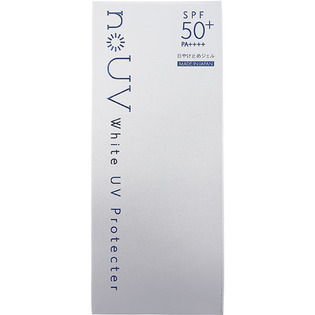 noUV White UV Protecter
SPF
50+
PA++++
日やけ止めジェル
MADE IN JAPAN